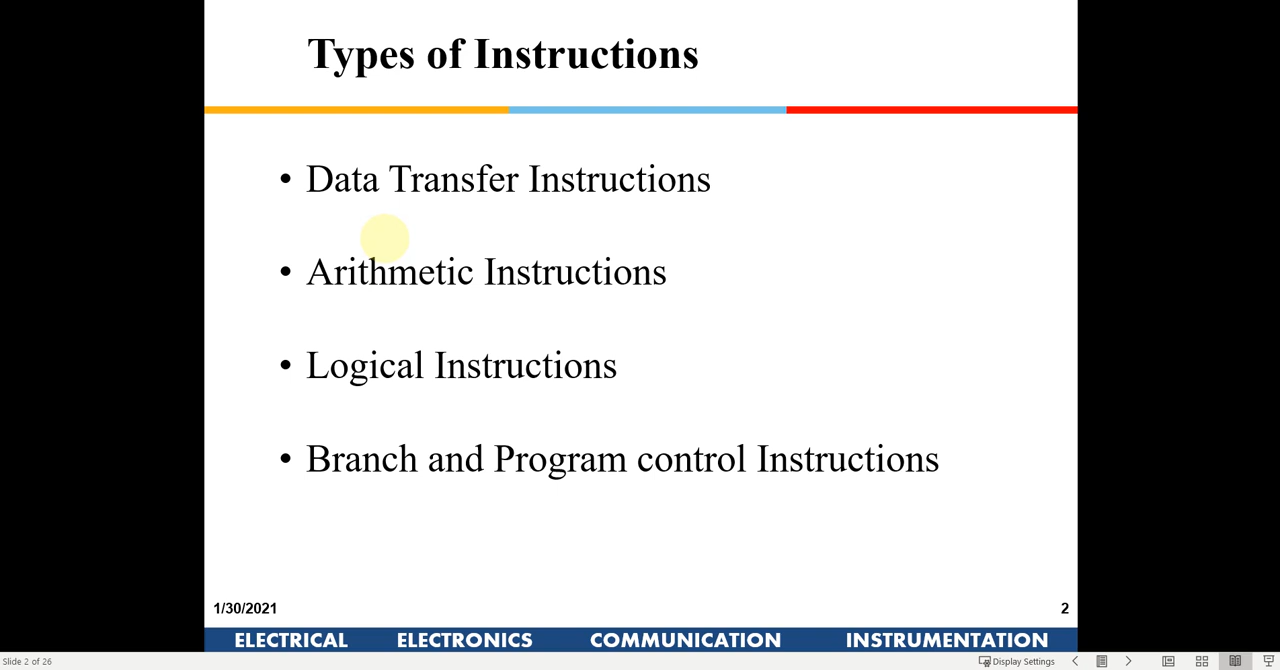 Types of Instructions
• Data Transfer Instructions
• Arithmetic Instructions
• Logical Instructions
• Branch and Program control Instructions
1/30/2021 2
ELECTRICAL ELECTRONICS COMMUNICATION INSTRUMENTATION
Slide 2 of 26 Display Settings